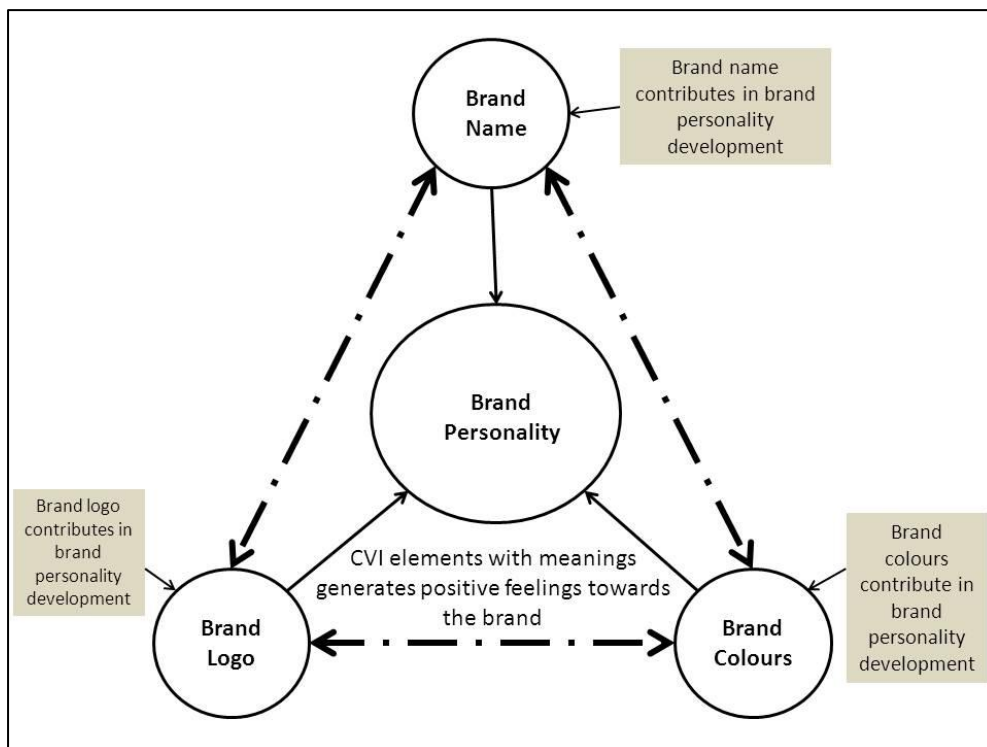 Brand
Name
Brand name
contributes in brand
personality
development
Brand
Personality
Brand logo
contributes in
brand
personality
development
CVI elements with meanings
generates positive feelings towards
the brand
Brand
colours
contribute in
brand
personality
development
Brand
Logo
Brand
Colours